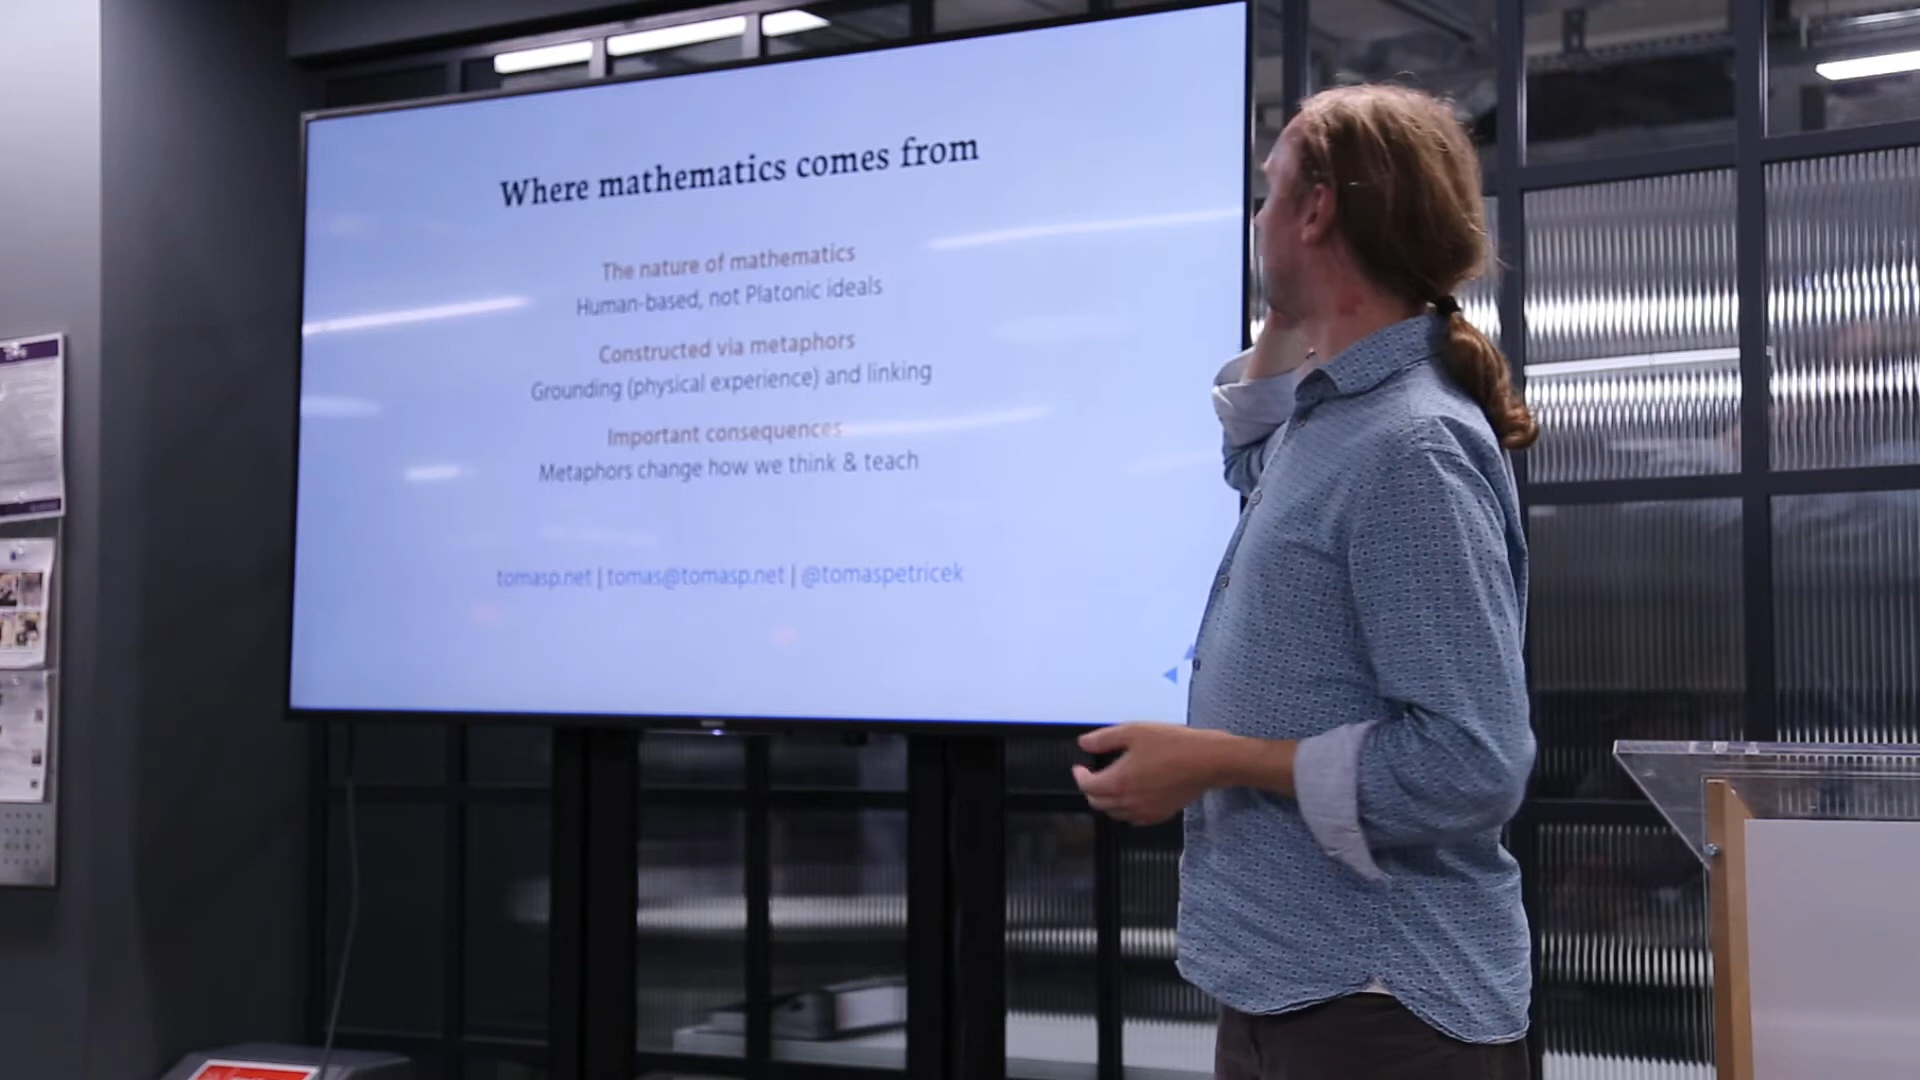 Where mathematics comes from
The nature of mathematics
Human-based, not Platonic ideals
Constructed via metaphors
Grounding (physical experience) and linking
Important consequences
Metaphors change how we think & teach
tomasp.net | tomas@tomasp.net | @tomaspetricek